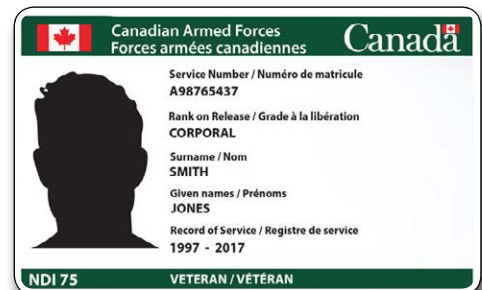 Canadian Armed Forces
Forces armées canadiennes
Canada
Service Number / Numéro de matricule
A98765437
Rank on Release / Grade à la libération
CORPORAL
Surname / Nom
SMITH
Given names / Prénoms
JONES
Record of Service / Registre de service
1997 - 2017
NDI 75
VETERAN / VÉTÉRAN